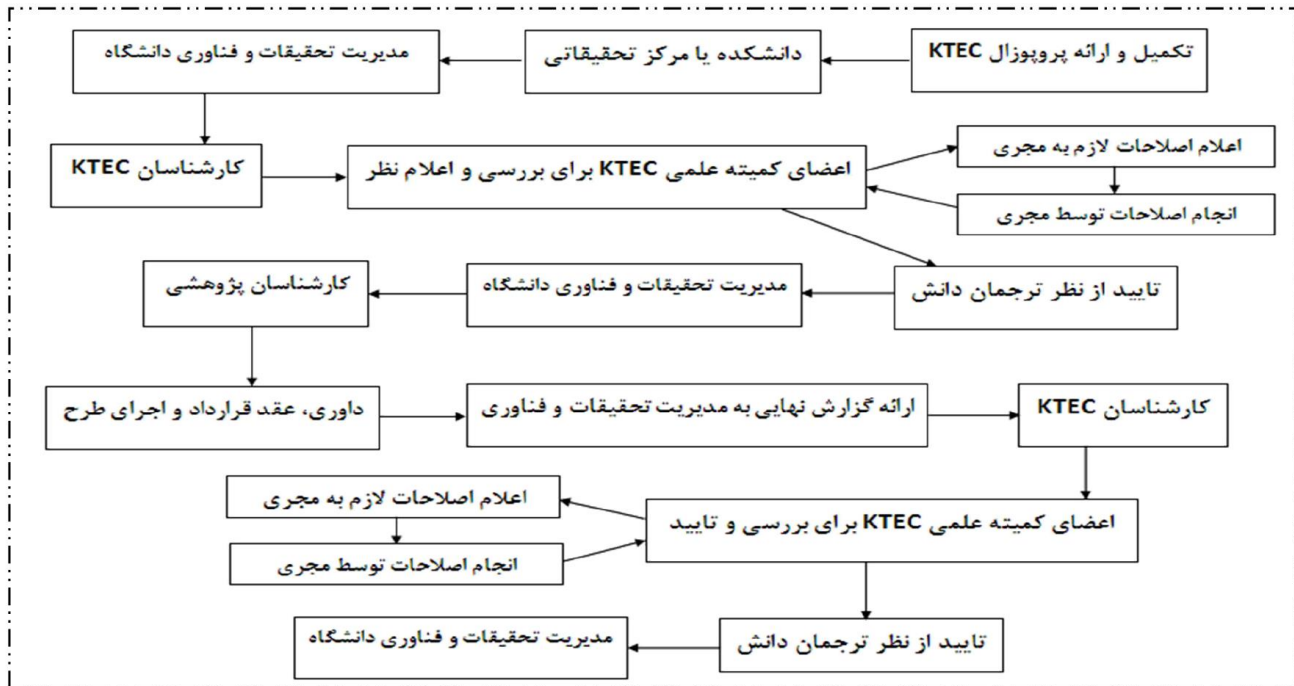 تکمیل و ارائه پروپوزال KTEC
دانشکده یا مرکز تحقیقاتی
مدیریت تحقیقات و فناوری دانشگاه
کارشناسان KTEC
اعضای کمیته علمی KTEC برای بررسی و اعلام نظر
اعلام اصلاحات لازم به مجری
انجام اصلاحات توسط مجری
تایید از نظر ترجمان دانش
مدیریت تحقیقات و فناوری دانشگاه
کارشناسان پژوهشی
داوری، عقد قرارداد و اجرای طرح
ارائه گزارش نهایی به مدیریت تحقیقات و فناوری
کارشناسان KTEC
اعضای کمیته علمی KTEC برای بررسی و تایید
اعلام اصلاحات لازم به مجری
انجام اصلاحات توسط مجری
تایید از نظر ترجمان دانش
مدیریت تحقیقات و فناوری دانشگاه